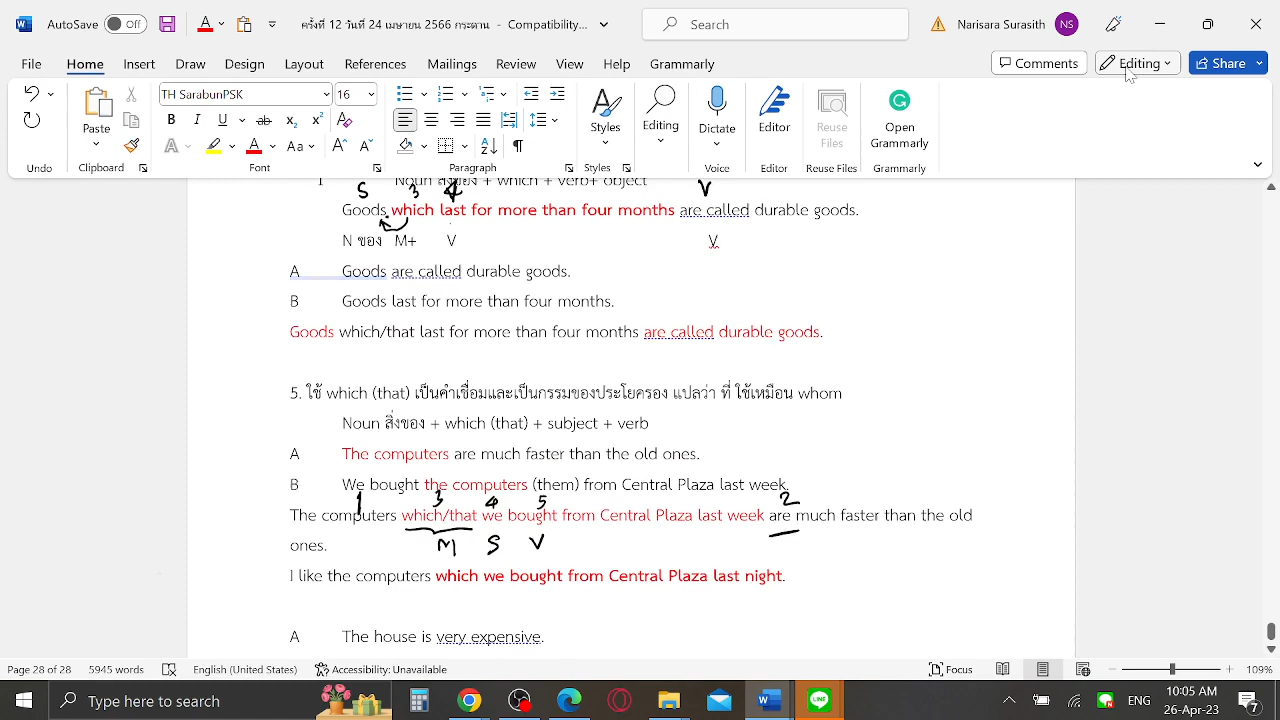 AutoSave Off ครั้งที่ 12 วันที่ 24 เมษายน 2566 กระดาน - Compatibility... Search Narisara Surasith NS
File Home Insert Draw Design Layout References Mailings Review View Help Grammarly Comments Editing Share
TH SarabunPSK 16
Paste Styles Editing Dictate Editor Reuse Files Open Grammarly
Undo Clipboard Font Paragraph Styles Voice Editor Reuse Files Grammarly
Noun สิ่งของ + which + verb+ object
S 3 4 V
Goods which last for more than four months are called durable goods.
N ของ M+ V V
A Goods are called durable goods.
B Goods last for more than four months.
Goods which/that last for more than four months are called durable goods.
5. ใช้ which (that) เป็นคำเชื่อมและเป็นกรรมของประโยครอง แปลว่า ที่ ใช้เหมือน whom
Noun สิ่งของ + which (that) + subject + verb
A The computers are much faster than the old ones.
B We bought the computers (them) from Central Plaza last week.
1 3 4 5 2
The computers which/that we bought from Central Plaza last week are much faster than the old
ones.
M S V
I like the computers which we bought from Central Plaza last night.
A The house is very expensive.
Page 28 of 28 5945 words English (United States) Accessibility: Unavailable Focus 109%
Type here to search ENG 10:05 AM 26-Apr-23 7